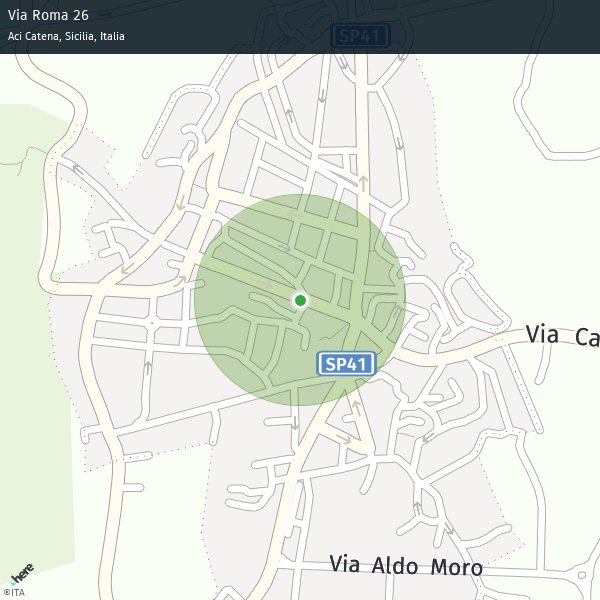 Via Roma 26
Aci Catena, Sicilia, Italia
SP41
Via Ca
SP41
Via Aldo Moro
here
©ITA